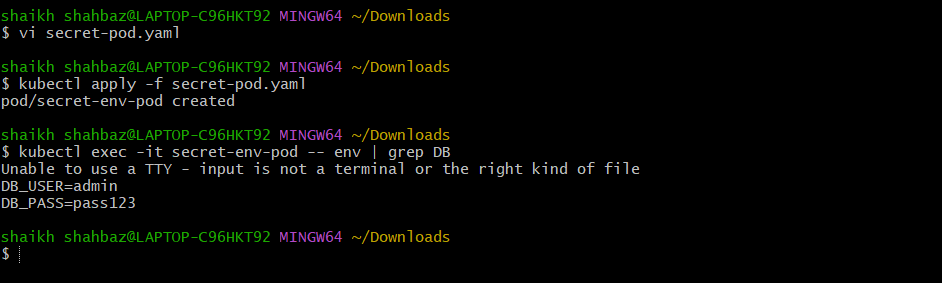 shaikh shahbaz@LAPTOP-C96HKT92 MINGW64 ~/Downloads
$ vi secret-pod.yaml
shaikh shahbaz@LAPTOP-C96HKT92 MINGW64 ~/Downloads
$ kubectl apply -f secret-pod.yaml
pod/secret-env-pod created
shaikh shahbaz@LAPTOP-C96HKT92 MINGW64 ~/Downloads
$ kubectl exec -it secret-env-pod -- env | grep DB
Unable to use a TTY - input is not a terminal or the right kind of file
DB_USER=admin
DB_PASS=pass123
shaikh shahbaz@LAPTOP-C96HKT92 MINGW64 ~/Downloads
$